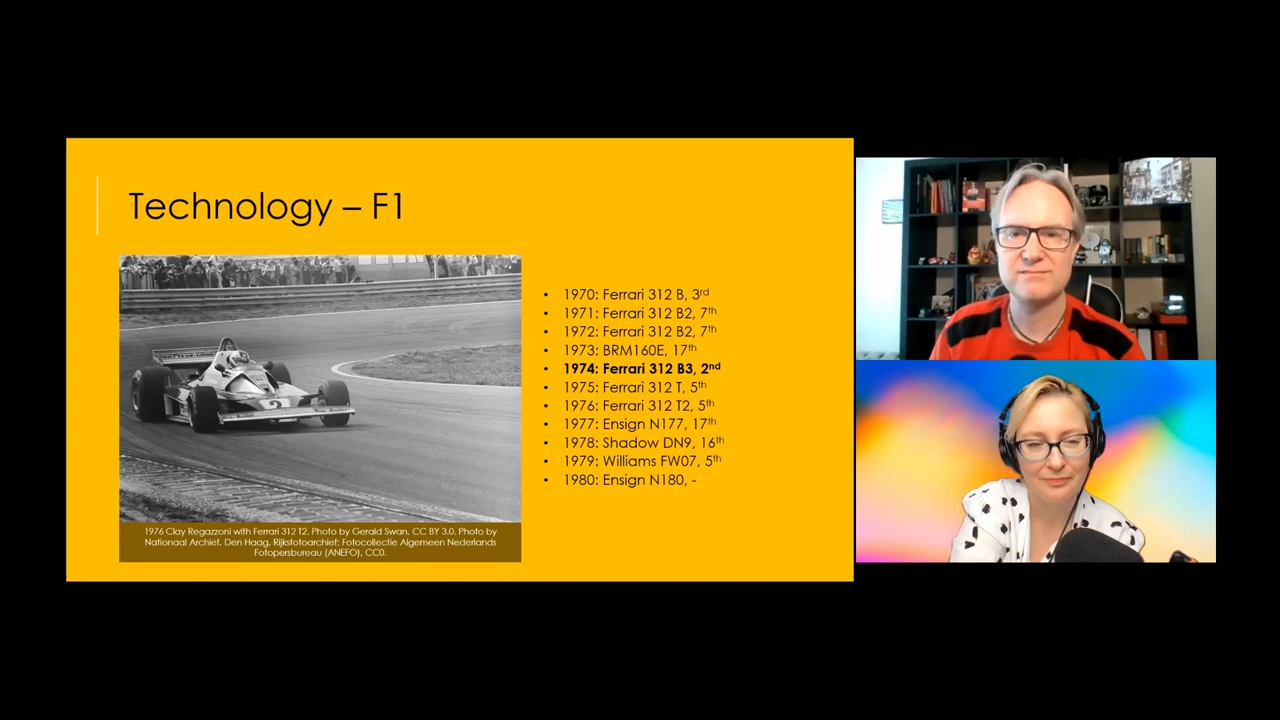 Technology – F1
GOOD YEAR
2
1976 Clay Regazzoni with Ferrari 312 T2. Photo by Gerald Swan, CC BY 3.0. Photo by
Nationaal Archief, Den Haag, Rijksfotoarchief: Fotocollectie Algemeen Nederlands
Fotopersbureau (ANEFO), CC0.
• 1970: Ferrari 312 B, 3rd
• 1971: Ferrari 312 B2, 7th
• 1972: Ferrari 312 B2, 7th
• 1973: BRM160E, 17th
• 1974: Ferrari 312 B3, 2nd
• 1975: Ferrari 312 T, 5th
• 1976: Ferrari 312 T2, 5th
• 1977: Ensign N177, 17th
• 1978: Shadow DN9, 16th
• 1979: Williams FW07, 5th
• 1980: Ensign N180, -